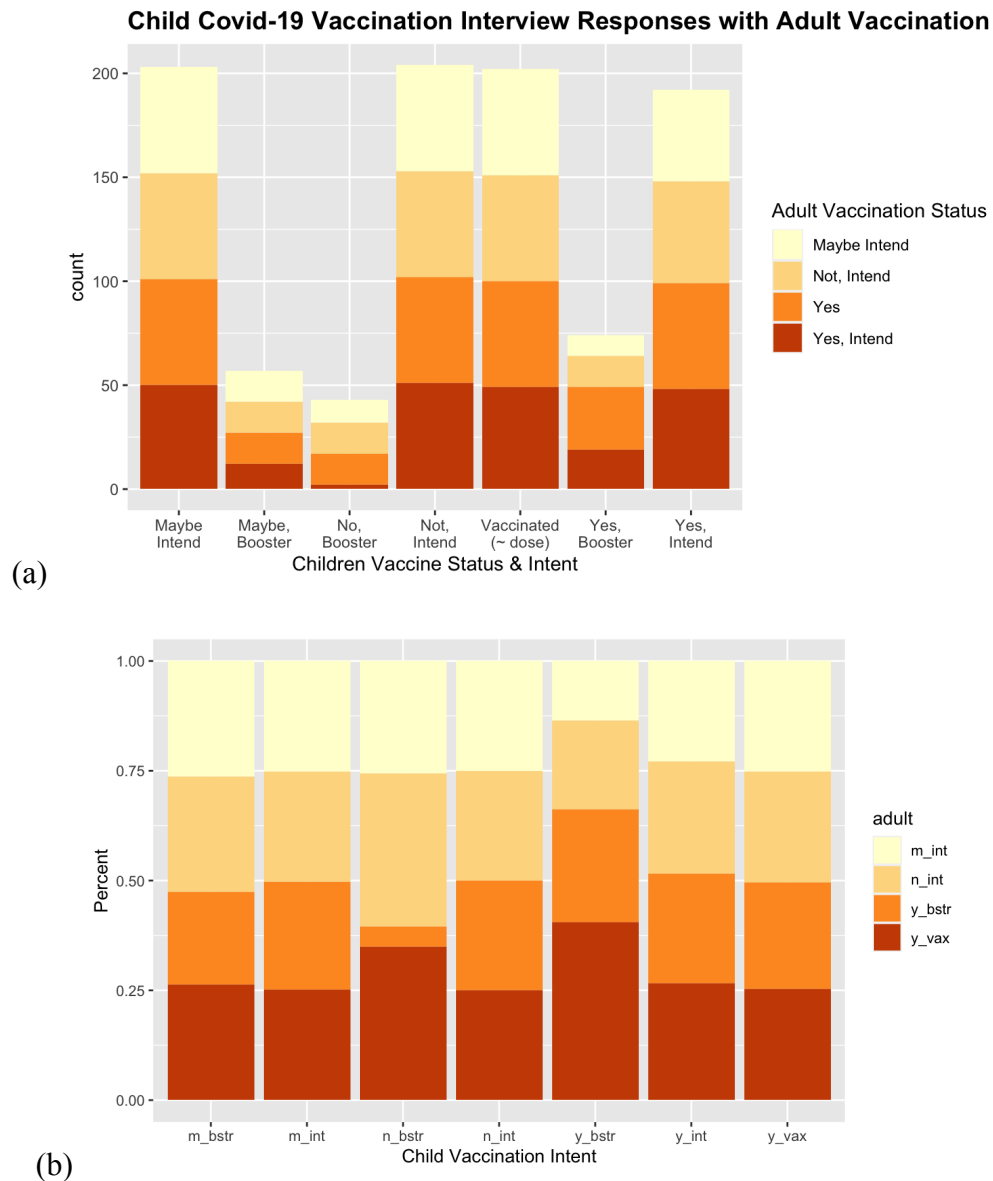 Child Covid-19 Vaccination Interview Responses with Adult Vaccination
200
150
100
50
0
count
Maybe
Intend
Maybe,
Booster
No,
Booster
Not,
Intend
Vaccinated
(~ dose)
Yes,
Booster
Yes,
Intend
Children Vaccine Status & Intent
Adult Vaccination Status
Maybe Intend
Not, Intend
Yes
Yes, Intend
(a)
1.00
0.75
0.50
0.25
0.00
Percent
m_bstr
m_int
n_bstr
n_int
y_bstr
y_int
y_vax
Child Vaccination Intent
adult
m_int
n_int
y_bstr
y_vax
(b)